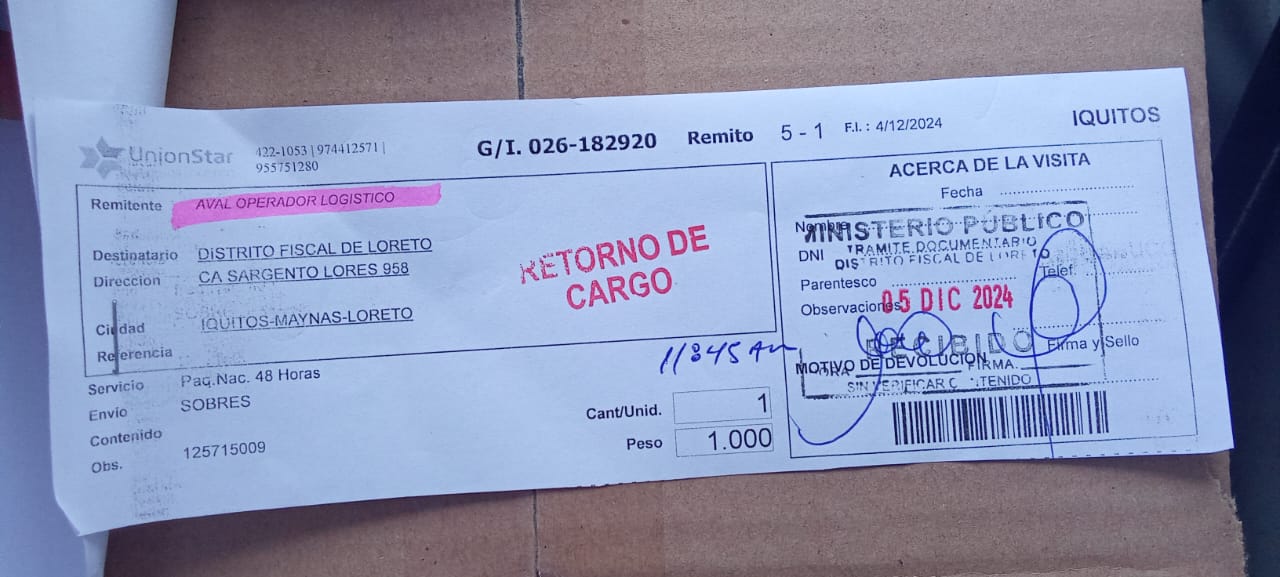 UnionStar
422-1053 | 974412571 |
955751280
G/I. 026-182920
Remito 5 - 1
F.I. : 4/12/2024
IQUITOS
Remitente AVAL OPERADOR LOGISTICO
Destinatario DISTRITO FISCAL DE LORETO
Direccion CA SARGENTO LORES 958
Ciudad IQUITOS-MAYNAS-LORETO
Referencia
RETORNO DE
CARGO
Servicio Paq.Nac. 48 Horas
Envio SOBRES
Contenido
Obs. 125715009
Cant/Unid. 1
Peso 1.000
ACERCA DE LA VISITA
Fecha
Nombre
DNI
Telef.
Parentesco
Observaciones
Firma y Sello
MOTIVO DE DEVOLUCION
MINISTERIO PÚBLICO
TRAMITE DOCUMENTARIO
DISTRITO FISCAL DE LORETO
05 DIC 2024
RECIBIDO
FIRMA
SIN VERIFICAR CONTENIDO